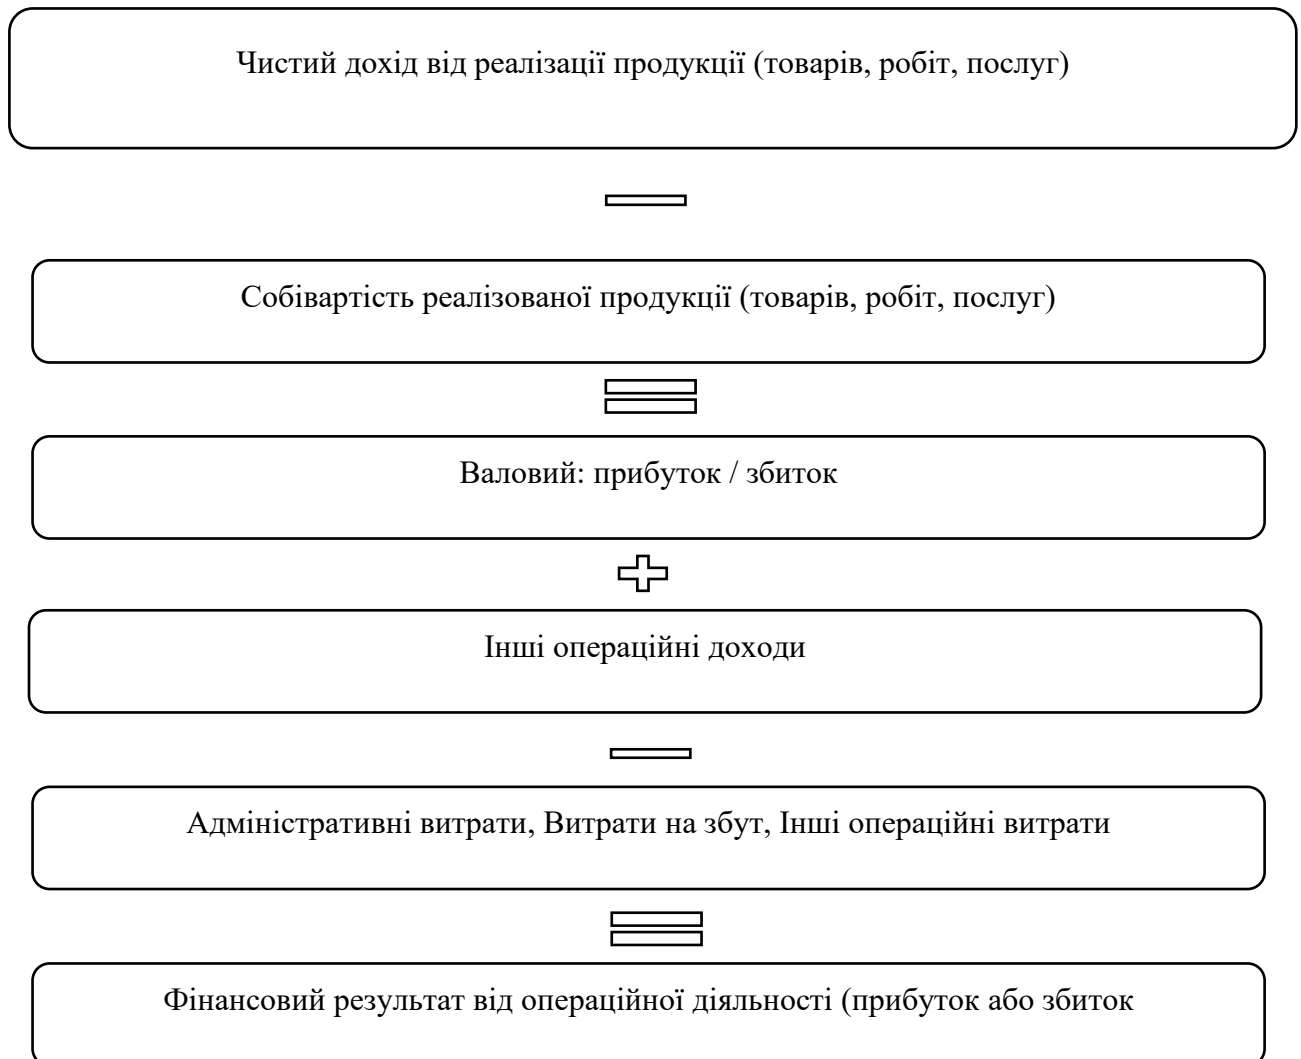 Чистий дохід від реалізації продукції (товарів, робіт, послуг)
Собівартість реалізованої продукції (товарів, робіт, послуг)
Валовий: прибуток / збиток
Інші операційні доходи
Адміністративні витрати, Витрати на збут, Інші операційні витрати
Фінансовий результат від операційної діяльності (прибуток або збиток